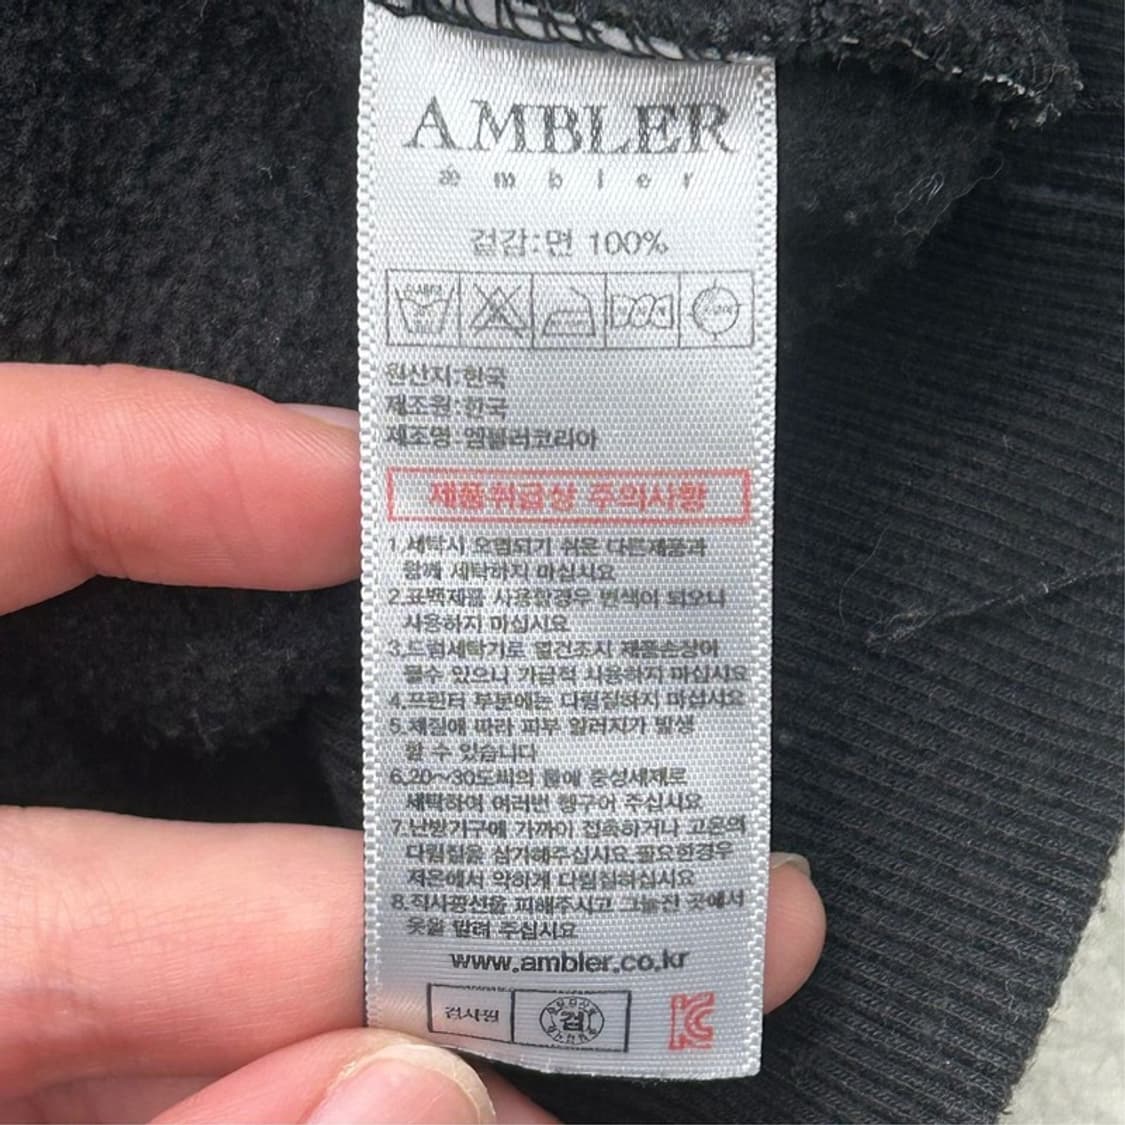 AMBLER
æmbler
겉감:면 100%
원산지:한국
제조원:한국
제조명:엠블러코리아
제품취급상 주의사항
1.세탁시 오염되기 쉬운 다른제품과
함께 세탁하지 마십시요
2.표백제를 사용할경우 변색이 되오니
사용하지 마십시요
3.드럼세탁기로 열건조시 제품손상이
될수 있으니 가급적 사용하지 마십시요
4.프린터 부분에는 다림질하지 마십시요
5.체질에 따라 피부 알러지가 발생
할 수 있습니다
6.20~30도씨의 물에 중성세제로
세탁하여 여러번 헹구어 주십시요
7.난방기구에 가까이 접촉하거나 고온의
다림질을 삼가해주십시요 필요한경우
저온에서 약하게 다림질하십시요
8.직사광선을 피해주시고 그늘진 곳에서
옷을 말려 주십시요
www.ambler.co.kr
검사필
검